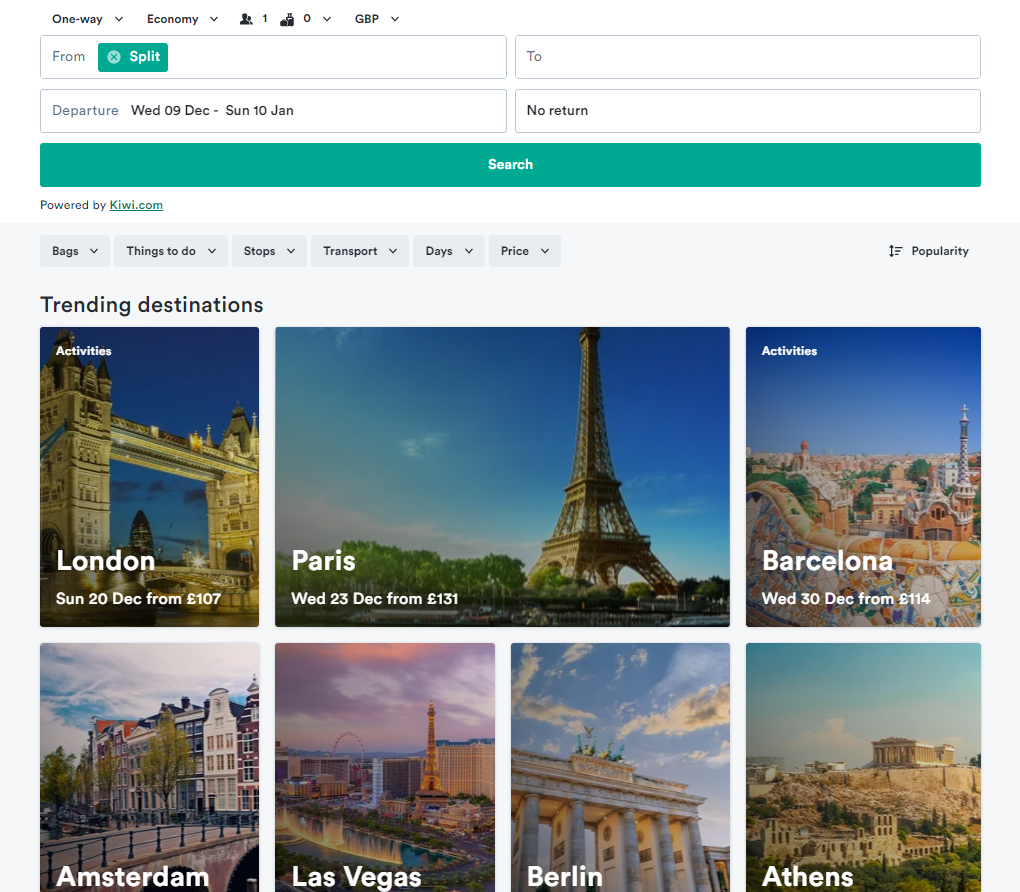 One-way Economy 1 0 GBP
From Split To
Departure Wed 09 Dec - Sun 10 Jan No return
Search
Powered by Kiwi.com
Bags Things to do Stops Transport Days Price Popularity
Trending destinations
Activities
London
Sun 20 Dec from £107
Paris
Wed 23 Dec from £131
Activities
Barcelona
Wed 30 Dec from £114
Amsterdam
Las Vegas
Berlin
Athens